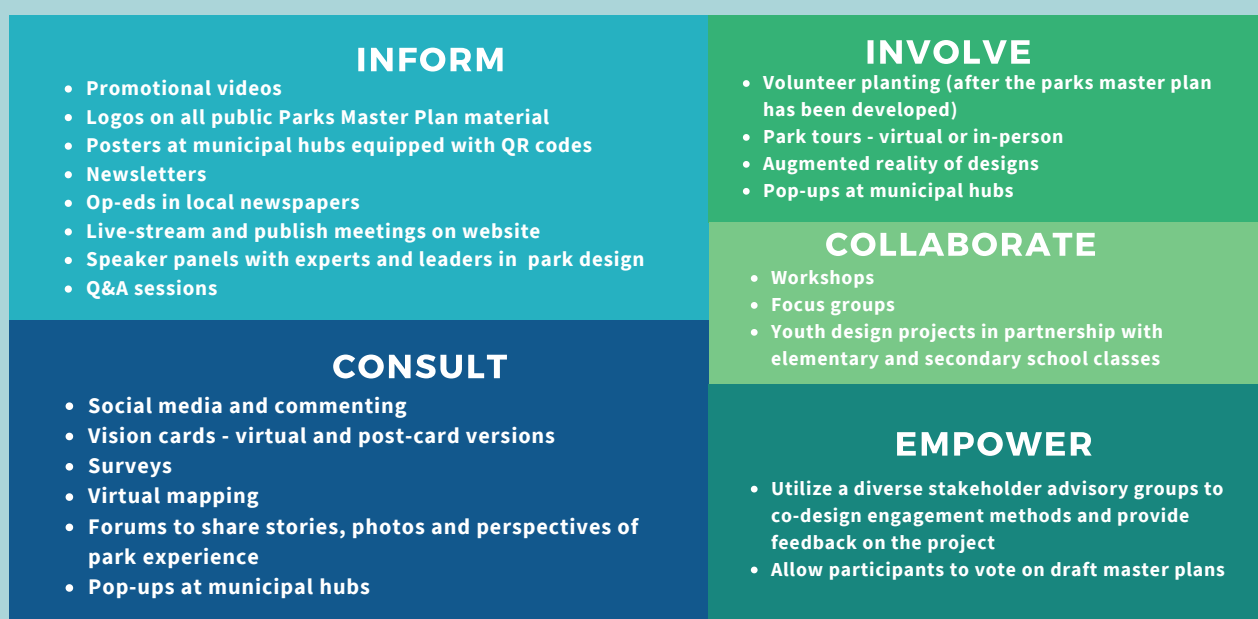 INFORM
• Promotional videos
• Logos on all public Parks Master Plan material
• Posters at municipal hubs equipped with QR codes
• Newsletters
• Op-eds in local newspapers
• Live-stream and publish meetings on website
• Speaker panels with experts and leaders in  park design
• Q&A sessions
CONSULT
• Social media and commenting
• Vision cards - virtual and post-card versions
• Surveys
• Virtual mapping
• Forums to share stories, photos and perspectives of
park experience
• Pop-ups at municipal hubs
INVOLVE
• Volunteer planting (after the parks master plan
has been developed)
• Park tours - virtual or in-person
• Augmented reality of designs
• Pop-ups at municipal hubs
COLLABORATE
• Workshops
• Focus groups
• Youth design projects in partnership with
elementary and secondary school classes
EMPOWER
• Utilize a diverse stakeholder advisory groups to
co-design engagement methods and provide
feedback on the project
• Allow participants to vote on draft master plans